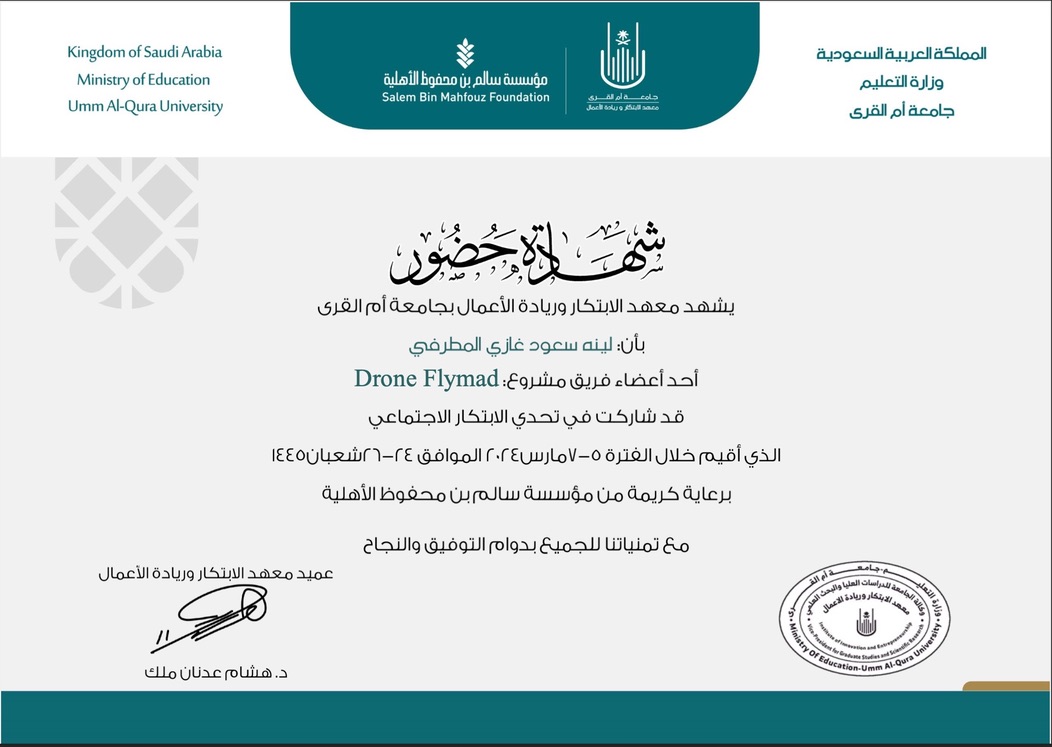 Kingdom of Saudi Arabia
Ministry of Education
Umm Al-Qura University
مؤسسة سالم بن محفوظ الأهلية
Salem Bin Mahfouz Foundation
جامعة أم القرى
معهد الابتكار و ريادة الأعمال
المملكة العربية السعودية
وزارة التعليم
جامعة أم القرى
شهادة حضور
يشهد معهد الابتكار وريادة الأعمال بجامعة أم القرى
بأن: لينه سعود غازي المطرفي
أحد أعضاء فريق مشروع: Drone Flymad
قد شاركت في تحدي الابتكار الاجتماعي
الذي أقيم خلال الفترة ٥-٧مارس٢٠٢٤ الموافق ٢٤-٢٦شعبان١٤٤٥
برعاية كريمة من مؤسسة سالم بن محفوظ الأهلية
مع تمنياتنا للجميع بدوام التوفيق والنجاح
عميد معهد الابتكار وريادة الأعمال
د. هشام عدنان ملك
وزارة التعليم-جامعة أم القرى
وكالة الجامعة للدراسات العليا والبحث العلمي
معهد الابتكار وريادة الأعمال
Institute of Innovation and Entrepreneurship
Vice-President for Graduate Studies and Scientific Research
Ministry Of Education-Umm Al-Qura University